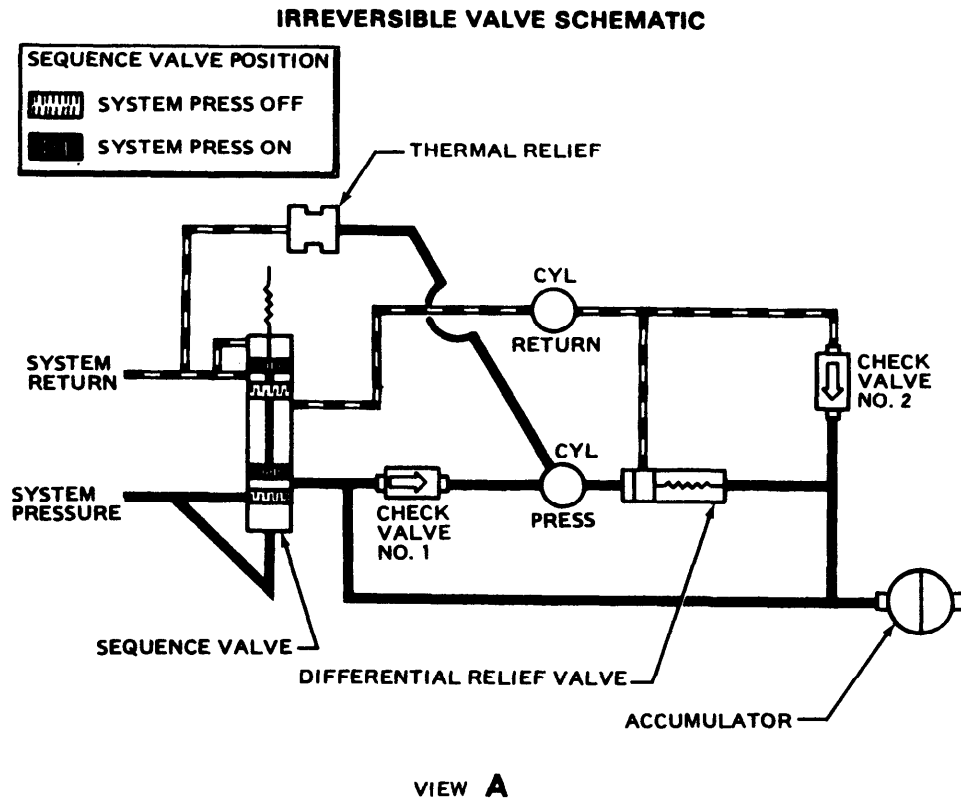 IRREVERSIBLE VALVE SCHEMATIC
SEQUENCE VALVE POSITION
SYSTEM PRESS OFF
SYSTEM PRESS ON
THERMAL RELIEF
CYL
RETURN
SYSTEM
RETURN
CHECK
VALVE
NO. 2
CYL
PRESS
SYSTEM
PRESSURE
CHECK
VALVE
NO. 1
SEQUENCE VALVE
DIFFERENTIAL RELIEF VALVE
ACCUMULATOR
VIEW A